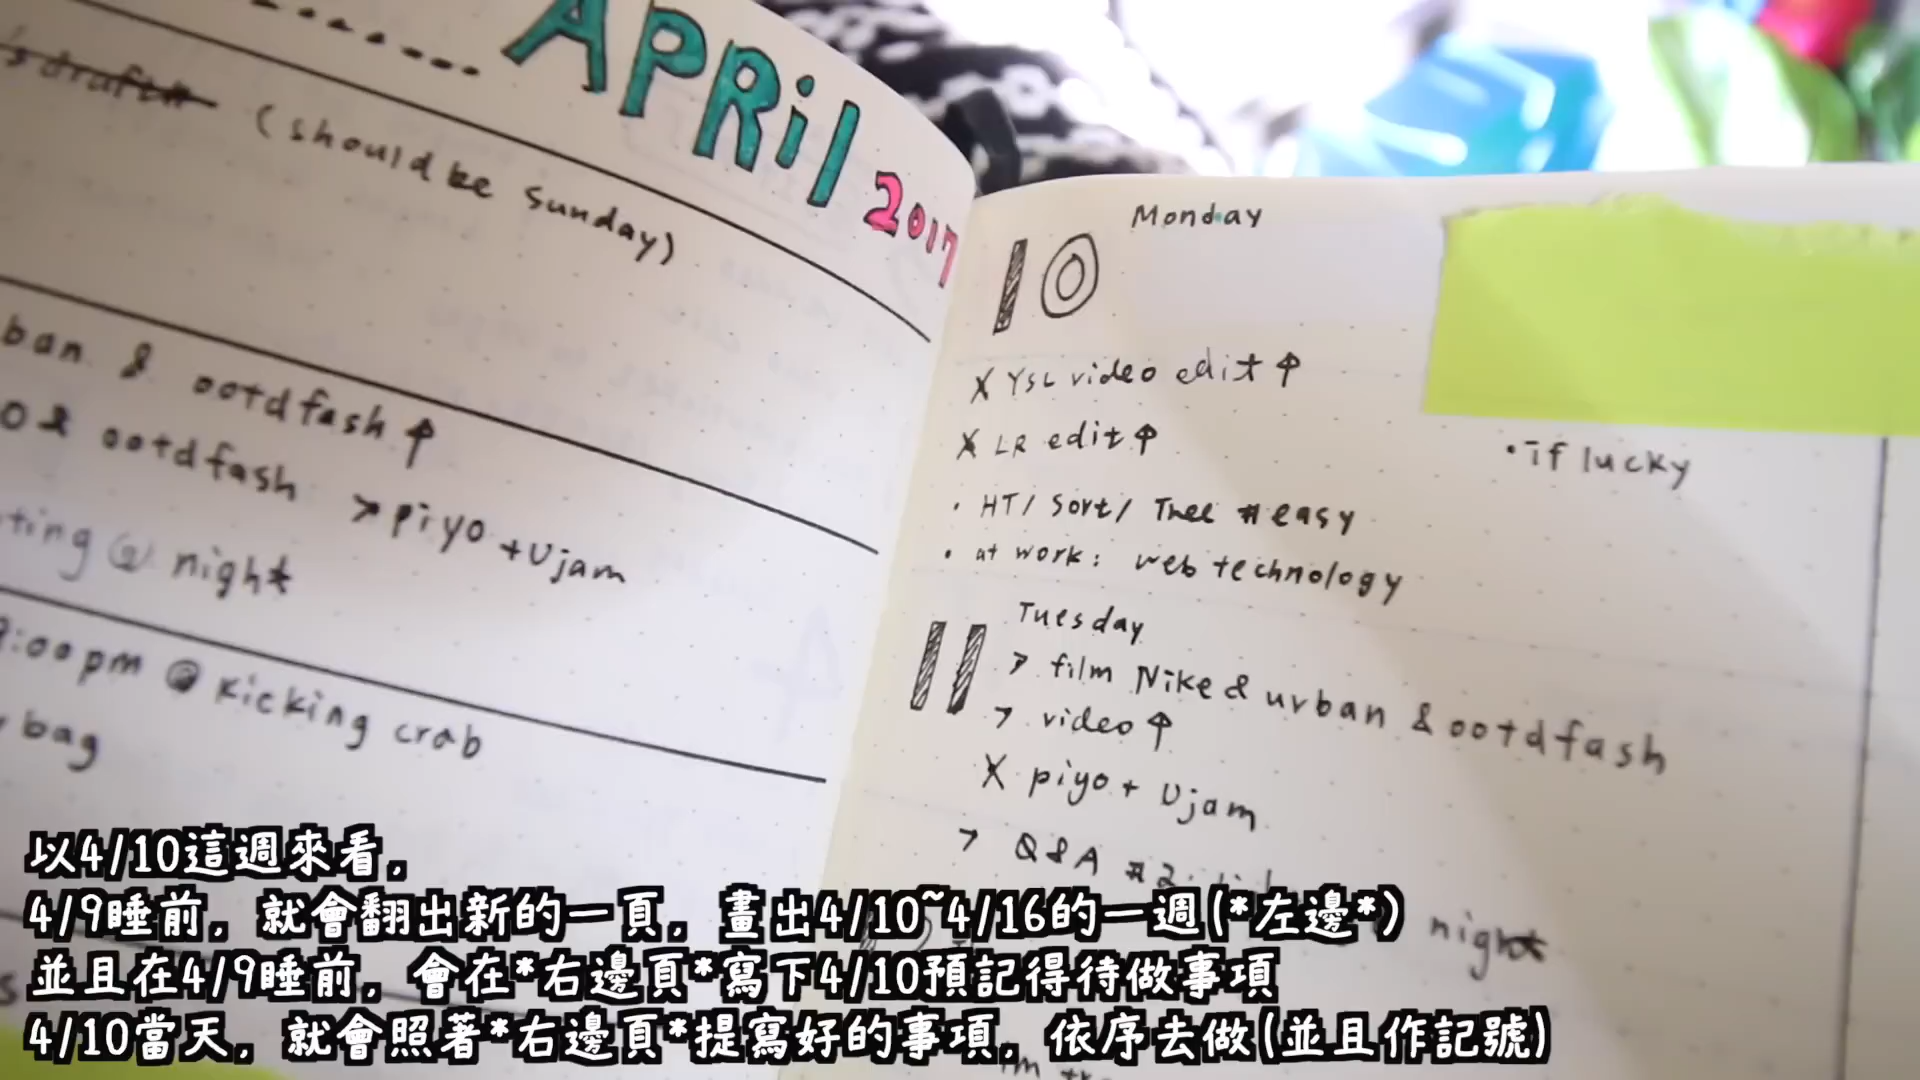 APRil 2017
(should be Sunday)
& ootdfash ↑
& ootdfash > piyo + Ujam
@ night
:00pm @ Kicking crab
bag
Monday
10
X YSL video edit ↑
X LR edit ↑
• if lucky
• HT / Sort / Tree #easy
• at work: web technology
Tuesday
11
> film Nike & urban & ootdfash
> video ↑
X piyo + Ujam
> Q&A #2
night
以4/10這週來看,
4/9睡前, 就會翻出新的一頁, 畫出4/10~4/16的一週(*左邊*)
並且在4/9睡前, 會在*右邊頁*寫下4/10預記得待做事項
4/10當天, 就會照著*右邊頁*提寫好的事項, 依序去做(並且作記號)